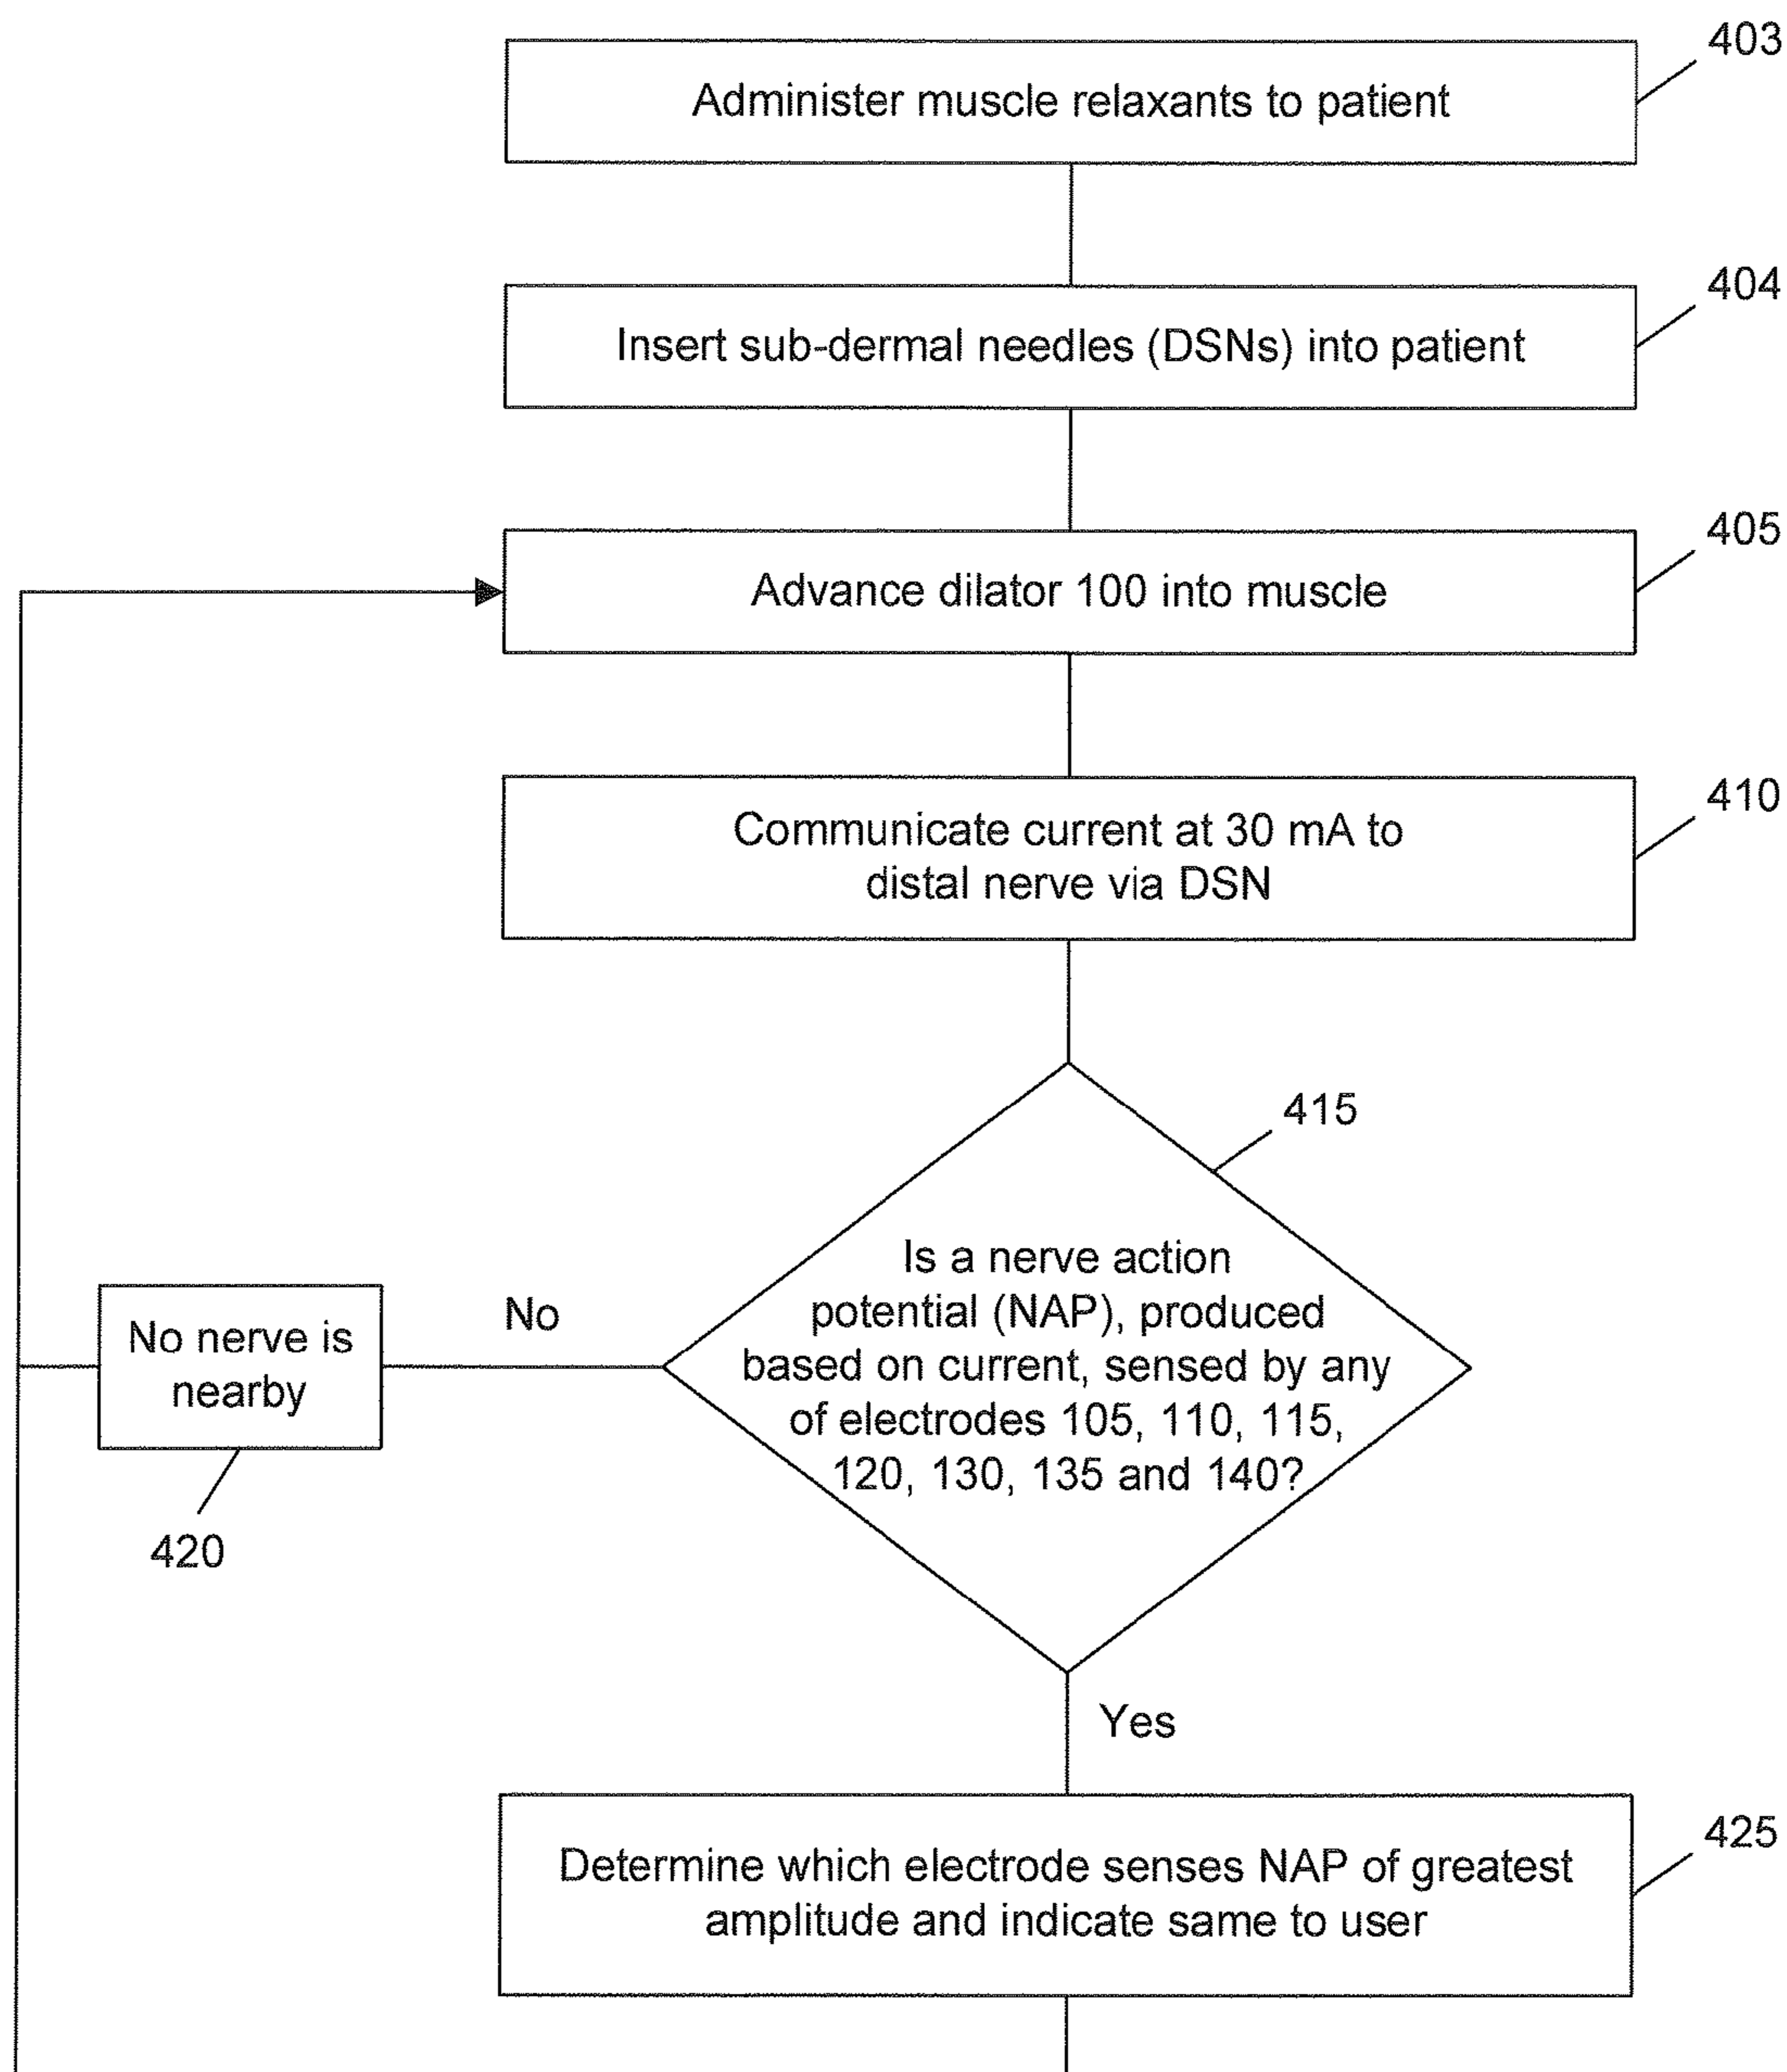 403
Administer muscle relaxants to patient
404
Insert sub-dermal needles (DSNs) into patient
405
Advance dilator 100 into muscle
410
Communicate current at 30 mA to
distal nerve via DSN
415
Is a nerve action
potential (NAP), produced
based on current, sensed by any
of electrodes 105, 110, 115,
120, 130, 135 and 140?
No
No nerve is
nearby
420
Yes
425
Determine which electrode senses NAP of greatest
amplitude and indicate same to user